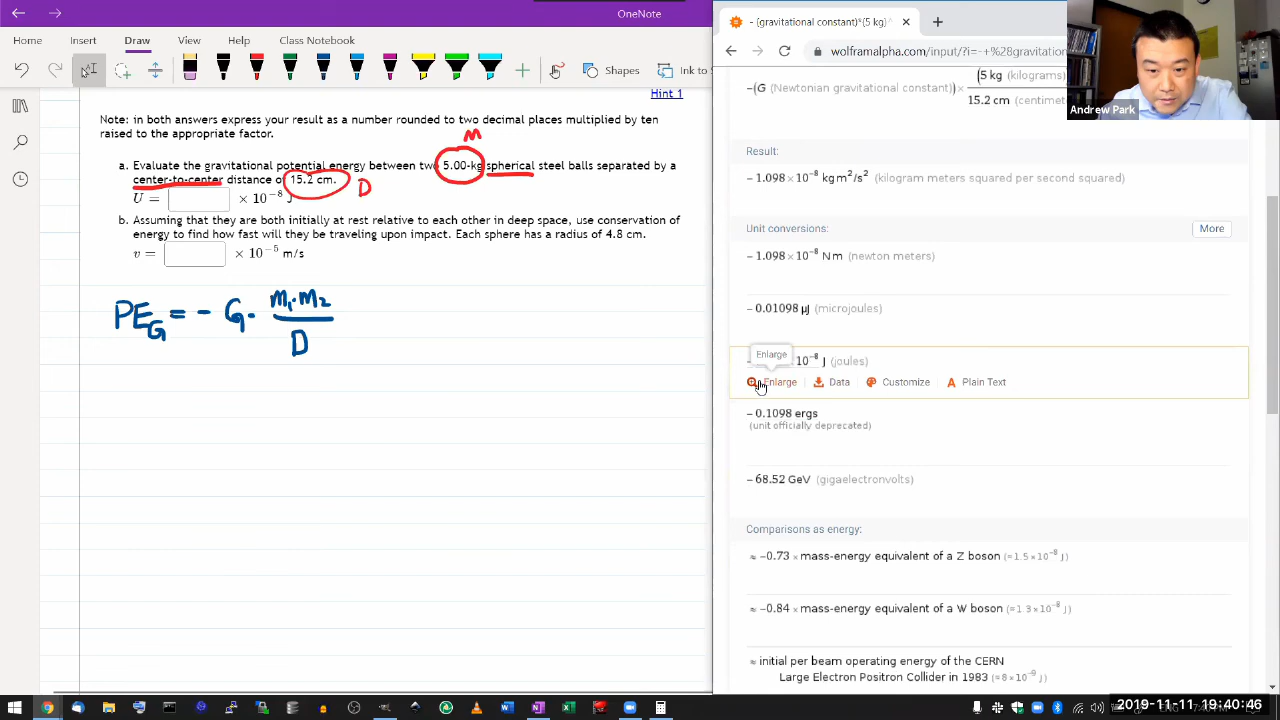 OneNote
Home Insert Draw View Help Class Notebook
Shapes Ink to S
Hint 1
Note: in both answers express your result as a number rounded to two decimal places multiplied by ten
raised to the appropriate factor.
M
a. Evaluate the gravitational potential energy between two 5.00-kg spherical steel balls separated by a
center-to-center distance of 15.2 cm.
D
U = × 10⁻⁸ J
b. Assuming that they are both initially at rest relative to each other in deep space, use conservation of
energy to find how fast will they be traveling upon impact. Each sphere has a radius of 4.8 cm.
v = × 10⁻⁵ m/s
PE_G = - G · m₁·m₂ / D
- (gravitational constant)*(5 kg)^
wolframalpha.com/input/?i=-+%28gravitation
Andrew Park
(5 kg (kilograms)
-(G (Newtonian gravitational constant)) ×
15.2 cm (centimet
Result:
-1.098×10⁻⁸ kg m²/s² (kilogram meters squared per second squared)
Unit conversions:
More
-1.098×10⁻⁸ N m (newton meters)
-0.01098 µJ (microjoules)
Enlarge
10⁻⁸ J (joules)
Enlarge Data Customize Plain Text
-0.1098 ergs
(unit officially deprecated)
-68.52 GeV (gigaelectronvolts)
Comparisons as energy:
≈ -0.73 × mass-energy equivalent of a Z boson (≈ 1.5×10⁻⁸ J)
≈ -0.84 × mass-energy equivalent of a W boson (≈ 1.3×10⁻⁸ J)
≈ initial per beam operating energy of the CERN
Large Electron Positron Collider in 1983 (≈ 8×10⁻⁹ J)
2019-11-11 19:40:46